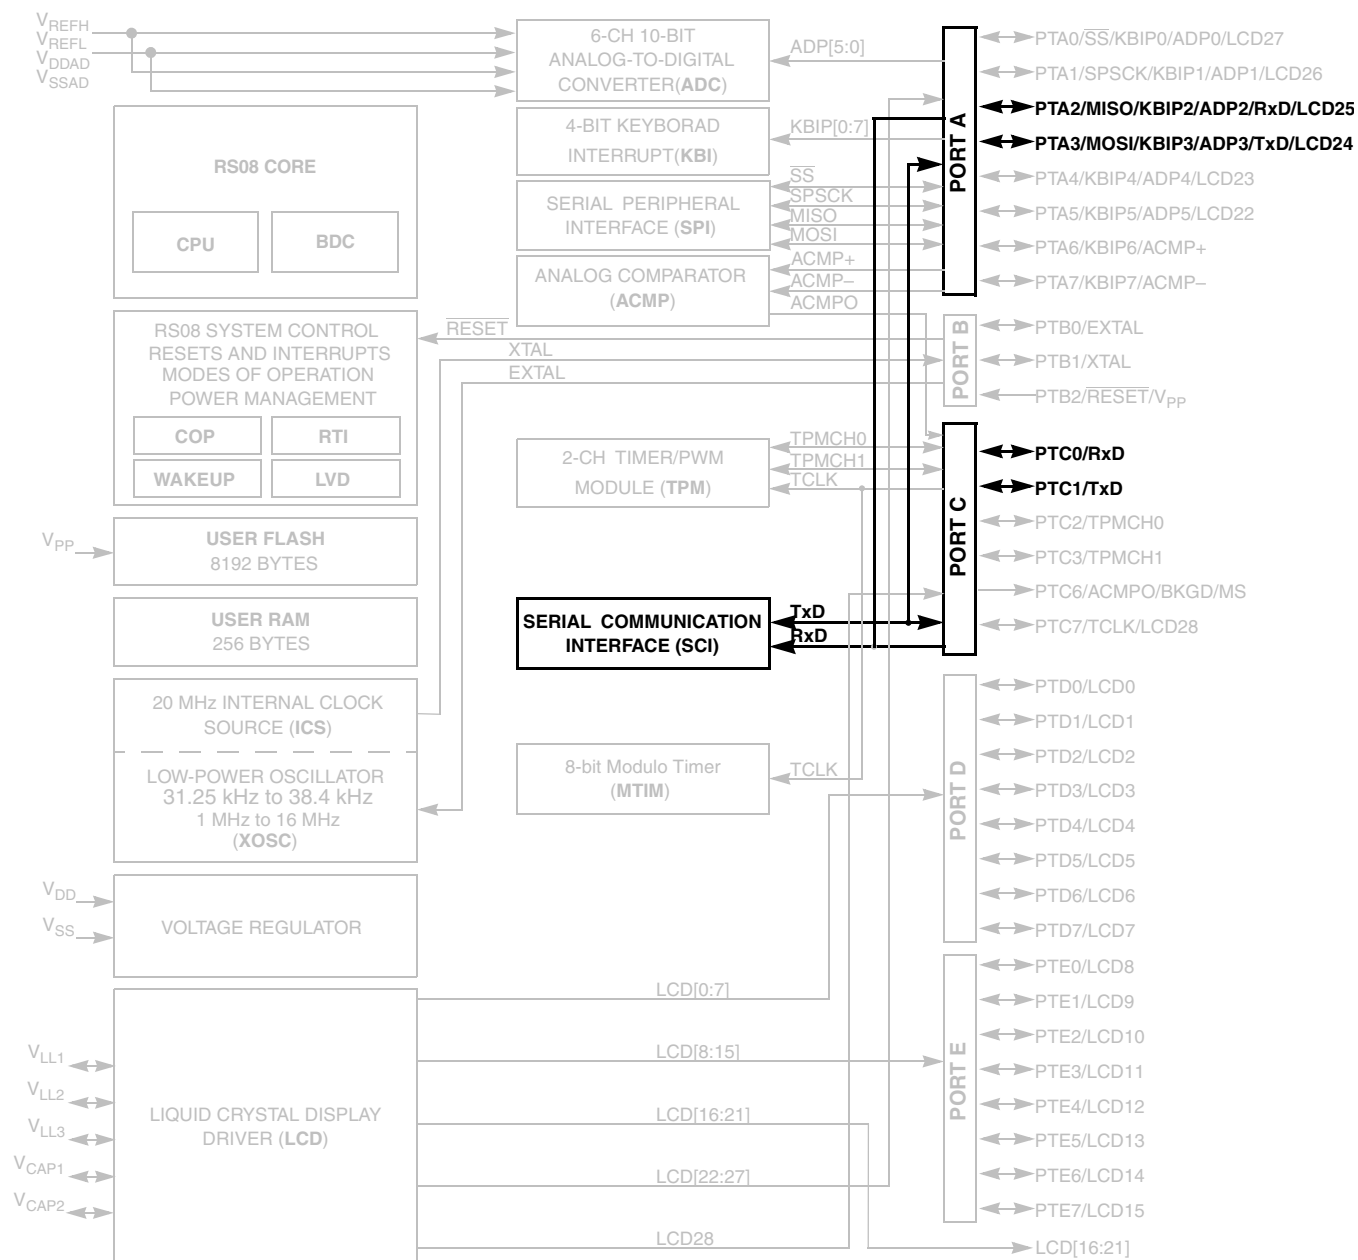 VREFH
VREFL
VDDAD
VSSAD
6-CH 10-BIT
ANALOG-TO-DIGITAL
CONVERTER(ADC)
ADP[5:0]
4-BIT KEYBORAD
INTERRUPT(KBI)
KBIP[0:7]
SERIAL PERIPHERAL
INTERFACE (SPI)
SS
SPSCK
MISO
MOSI
ANALOG COMPARATOR
(ACMP)
ACMP+
ACMP–
ACMPO
RS08 CORE
CPU
BDC
RS08 SYSTEM CONTROL
RESETS AND INTERRUPTS
MODES OF OPERATION
POWER MANAGEMENT
COP
RTI
WAKEUP
LVD
RESET
XTAL
EXTAL
2-CH TIMER/PWM
MODULE (TPM)
TPMCH0
TPMCH1
TCLK
VPP
USER FLASH
8192 BYTES
USER RAM
256 BYTES
SERIAL COMMUNICATION
INTERFACE (SCI)
TxD
RxD
20 MHz INTERNAL CLOCK
SOURCE (ICS)
LOW-POWER OSCILLATOR
31.25 kHz to 38.4 kHz
1 MHz to 16 MHz
(XOSC)
8-bit Modulo Timer
(MTIM)
TCLK
VDD
VSS
VOLTAGE REGULATOR
VLL1
VLL2
VLL3
VCAP1
VCAP2
LIQUID CRYSTAL DISPLAY
DRIVER (LCD)
LCD[0:7]
LCD[8:15]
LCD[16:21]
LCD[22:27]
LCD28
PORT A
PTA0/SS/KBIP0/ADP0/LCD27
PTA1/SPSCK/KBIP1/ADP1/LCD26
PTA2/MISO/KBIP2/ADP2/RxD/LCD25
PTA3/MOSI/KBIP3/ADP3/TxD/LCD24
PTA4/KBIP4/ADP4/LCD23
PTA5/KBIP5/ADP5/LCD22
PTA6/KBIP6/ACMP+
PTA7/KBIP7/ACMP–
PORT B
PTB0/EXTAL
PTB1/XTAL
PTB2/RESET/VPP
PORT C
PTC0/RxD
PTC1/TxD
PTC2/TPMCH0
PTC3/TPMCH1
PTC6/ACMPO/BKGD/MS
PTC7/TCLK/LCD28
PORT D
PTD0/LCD0
PTD1/LCD1
PTD2/LCD2
PTD3/LCD3
PTD4/LCD4
PTD5/LCD5
PTD6/LCD6
PTD7/LCD7
PORT E
PTE0/LCD8
PTE1/LCD9
PTE2/LCD10
PTE3/LCD11
PTE4/LCD12
PTE5/LCD13
PTE6/LCD14
PTE7/LCD15
LCD[16:21]